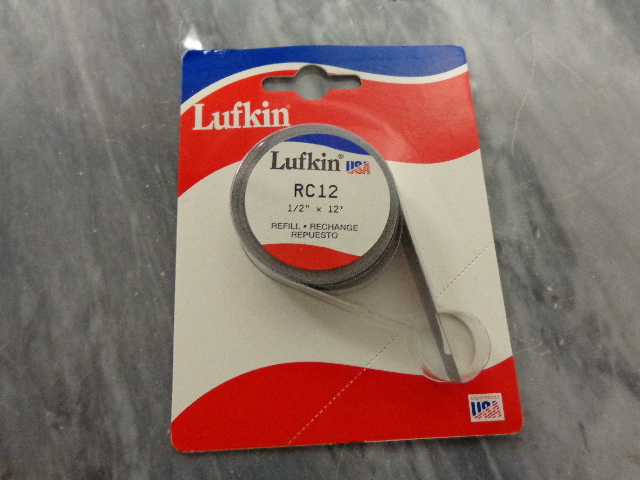 Lufkin
Lufkin® USA
RC12
1/2" x 12'
REFILL • RECHANGE
REPUESTO
USA